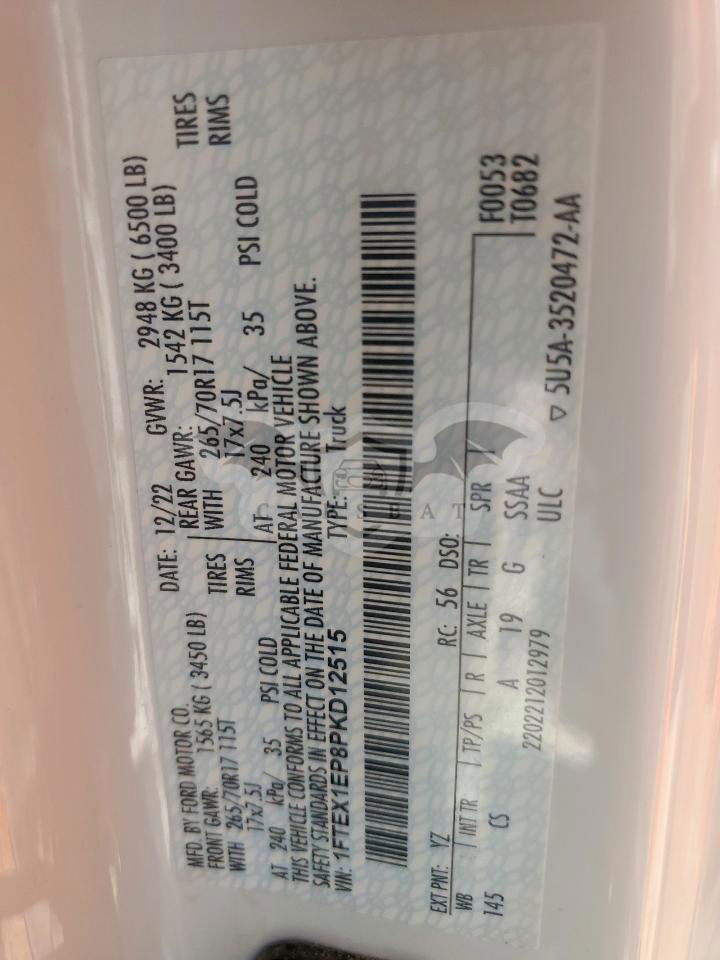 MFD. BY FORD MOTOR CO. DATE: 12/22 GVWR: 2948 KG ( 6500 LB)
FRONT GAWR: 1565 KG ( 3450 LB) REAR GAWR: 1542 KG ( 3400 LB)
WITH 265/70R17 115T TIRES WITH 265/70R17 115T TIRES
17x7.5J RIMS 17x7.5J RIMS
AT 240 kPa/ 35 PSI COLD AT 240 kPa/ 35 PSI COLD
THIS VEHICLE CONFORMS TO ALL APPLICABLE FEDERAL MOTOR VEHICLE
SAFETY STANDARDS IN EFFECT ON THE DATE OF MANUFACTURE SHOWN ABOVE.
VIN: 1FTEX1EP8PKD12515 TYPE: Truck
EXT PNT: YZ RC: 56 DSO: F0053
WB INT TR TP/PS R AXLE TR SPR T0682
145 CS A 19 G SSAA
2202212012979 ULC
▽ 5U5A-3520472-AA